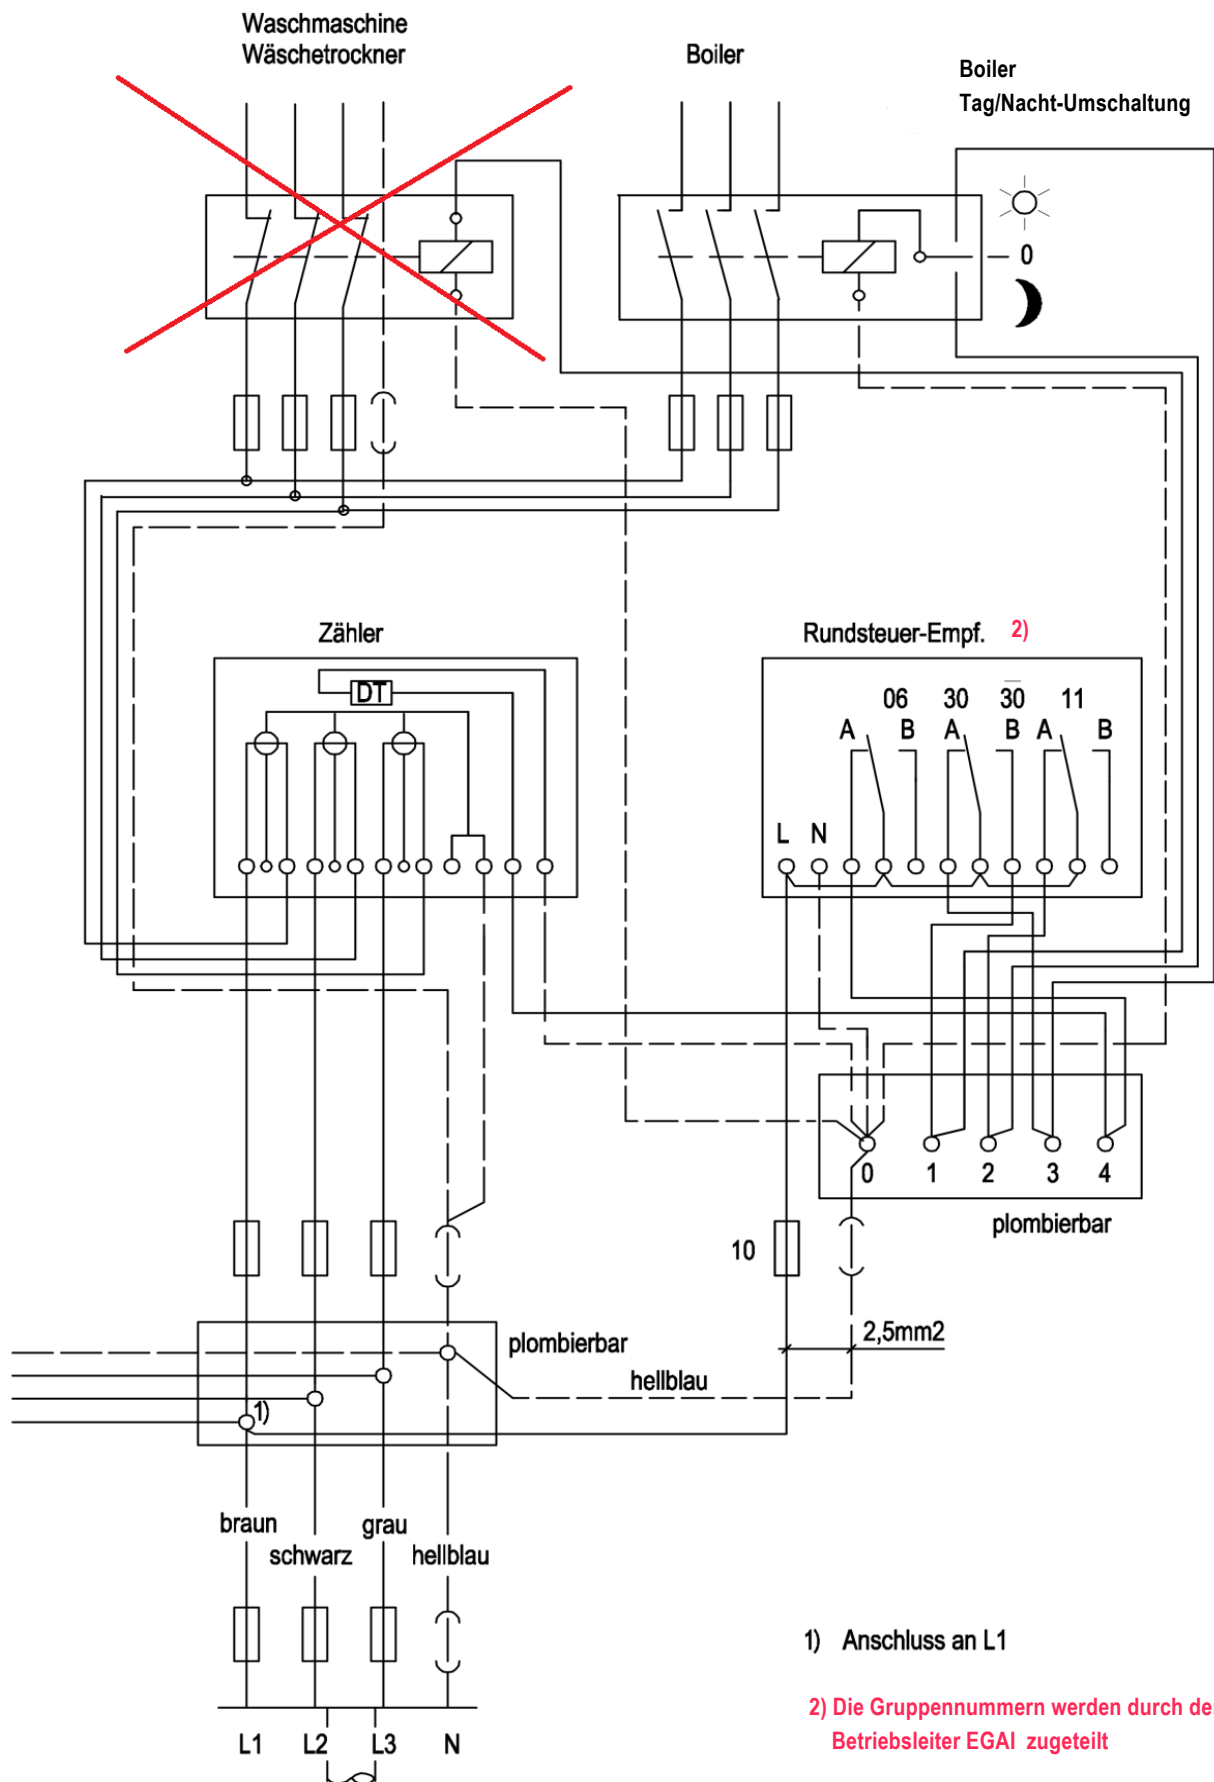 Waschmaschine
Wäschetrockner
Boiler
Boiler
Tag/Nacht-Umschaltung
0
Zähler
Rundsteuer-Empf. 2)
DT
06 30 30 11
A B A B A B
L N
0 1 2 3 4
plombierbar
10
2,5mm2
plombierbar
hellblau
1)
braun
grau
schwarz
hellblau
1) Anschluss an L1
2) Die Gruppennummern werden durch de
Betriebsleiter EGAI zugeteilt
L1 L2 L3 N